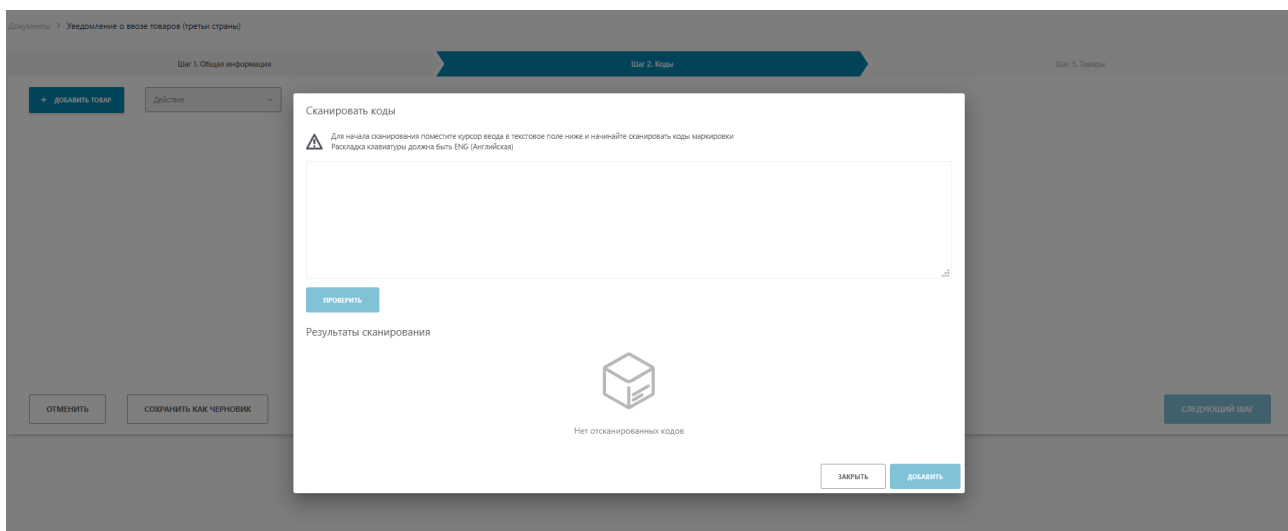 Документы > Уведомление о ввозе товаров (третьи страны)
Шаг 1. Общая информация
Шаг 2. Коды
Шаг 3. Товары
+ ДОБАВИТЬ ТОВАР
Действие
Сканировать коды
Для начала сканирования поместите курсор ввода в текстовое поле ниже и начинайте сканировать коды маркировки
Раскладка клавиатуры должна быть ENG (Английская)
ПРОВЕРИТЬ
Результаты сканирования
Нет отсканированных кодов
ОТМЕНИТЬ
СОХРАНИТЬ КАК ЧЕРНОВИК
СЛЕДУЮЩИЙ ШАГ
ЗАКРЫТЬ
ДОБАВИТЬ